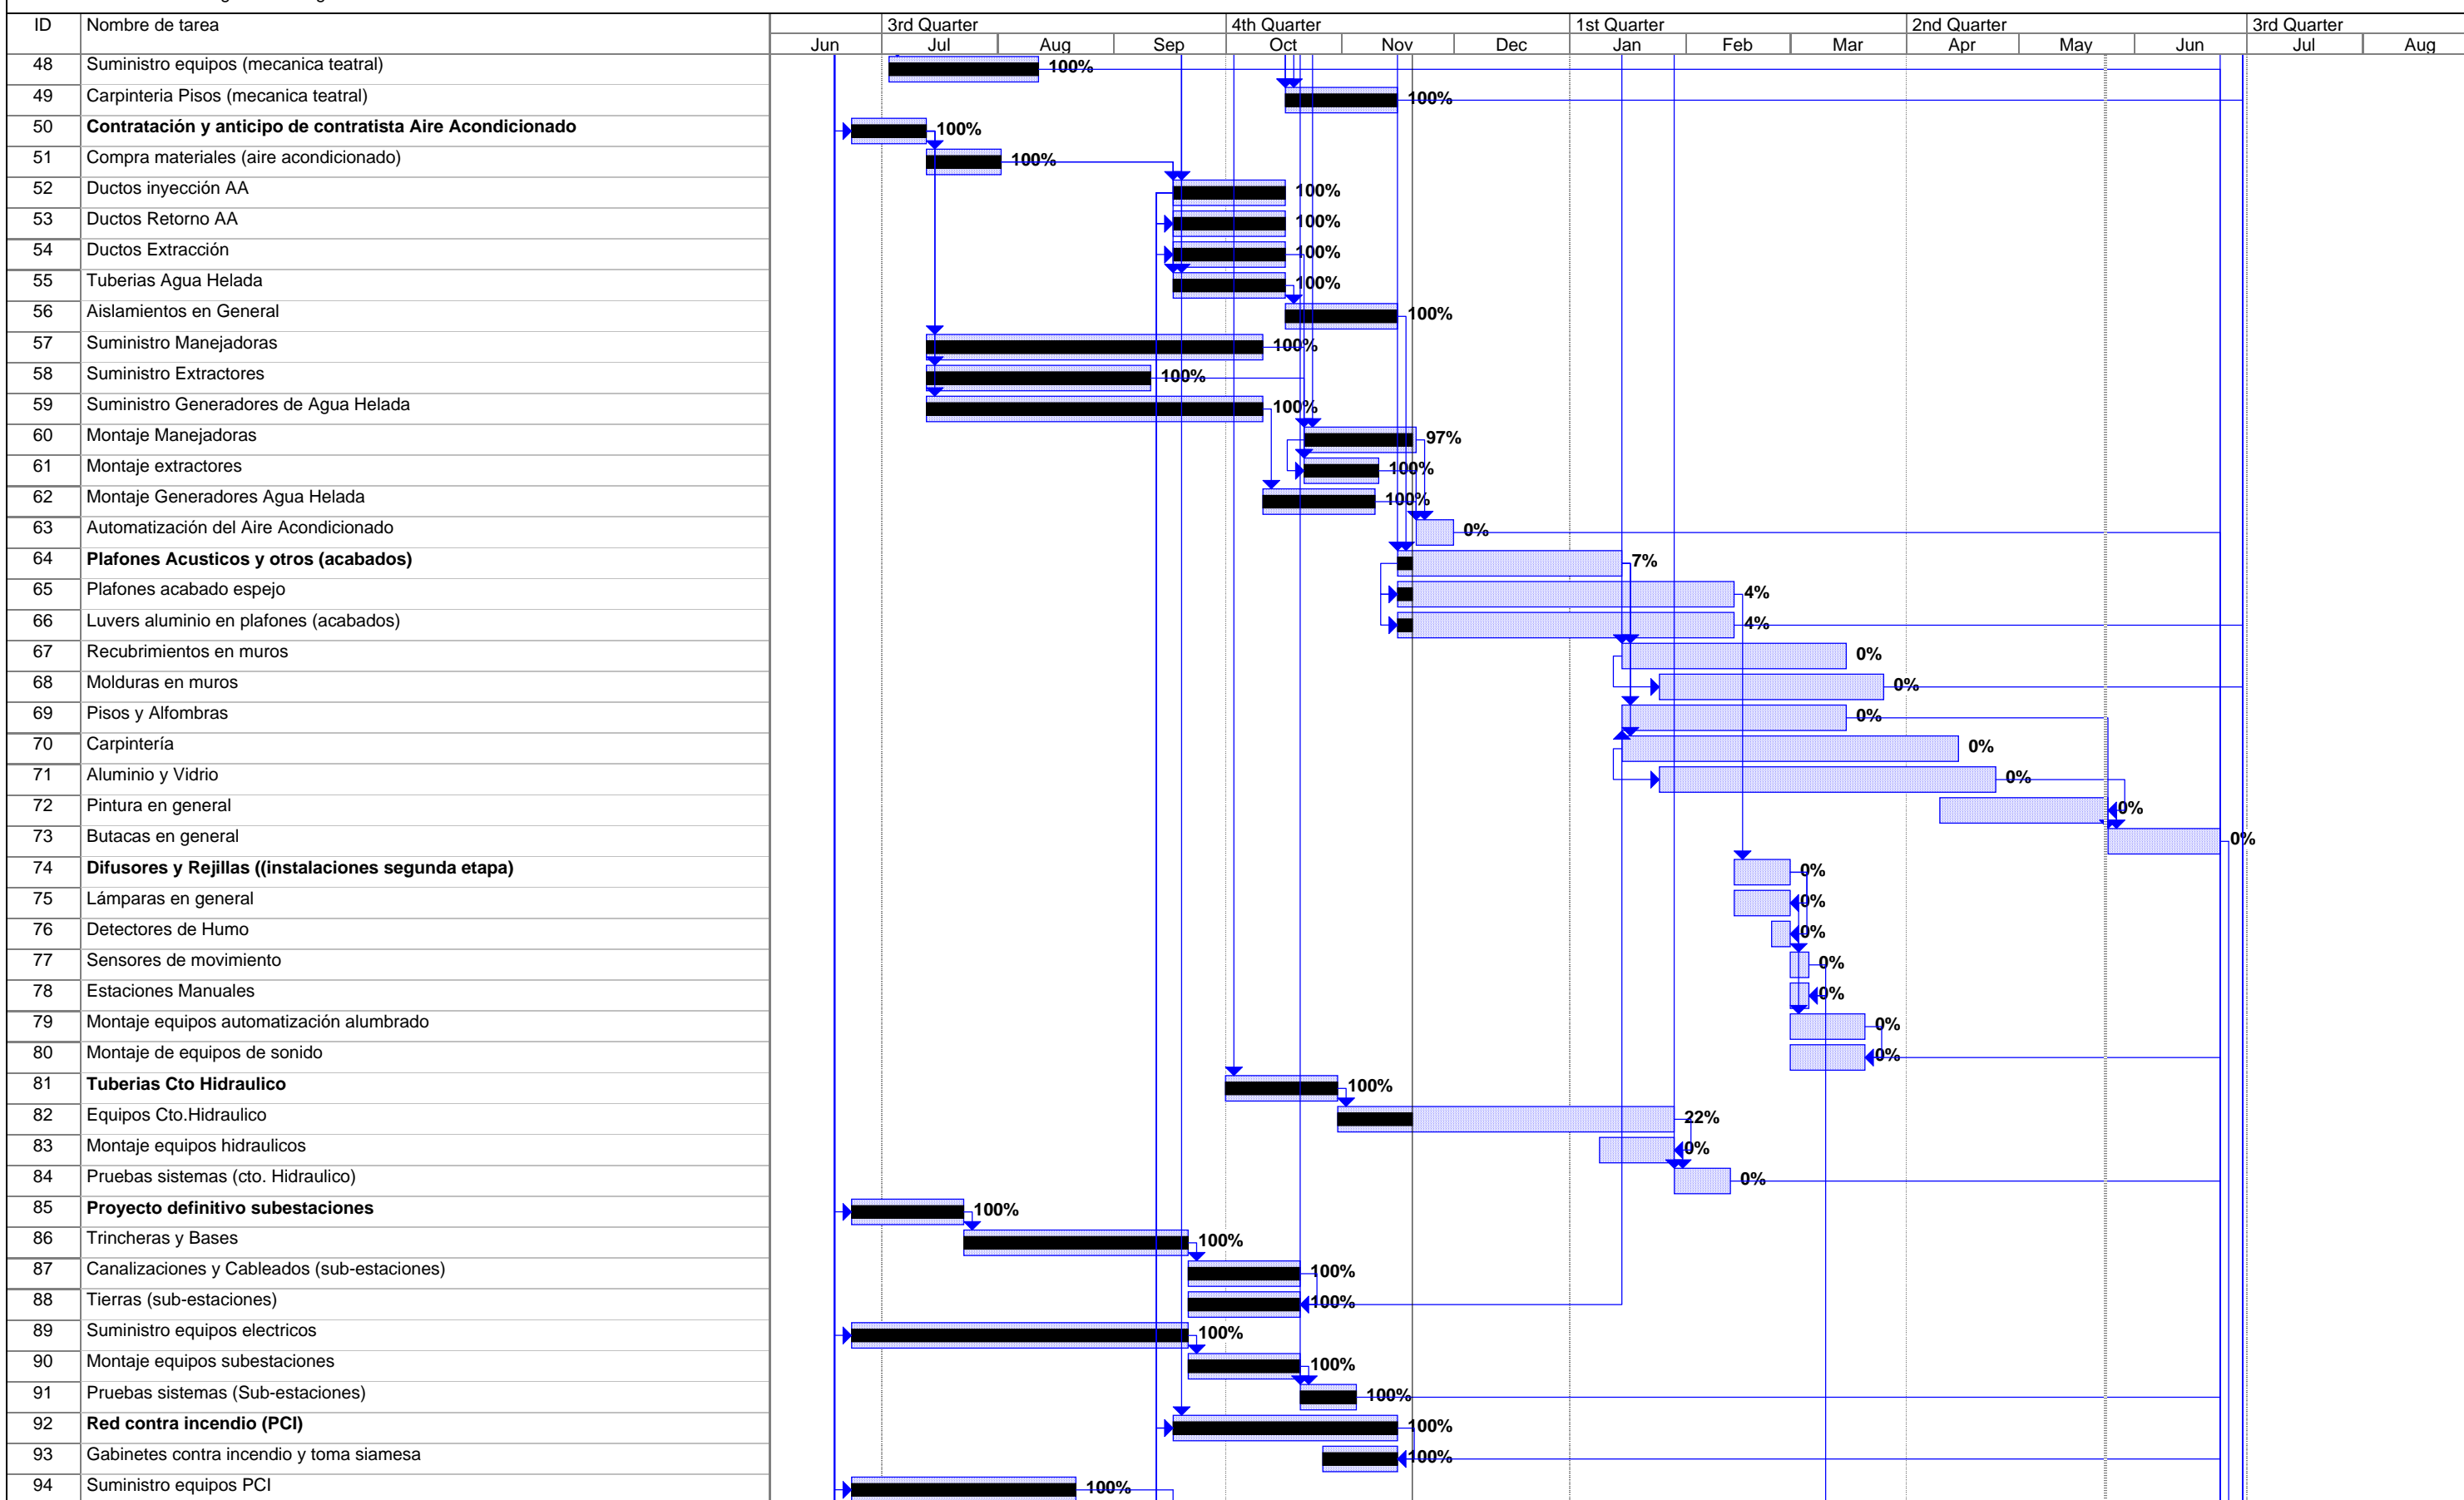 ID Nombre de tarea 3rd Quarter 4th Quarter 1st Quarter 2nd Quarter 3rd Quarter
Jun Jul Aug Sep Oct Nov Dec Jan Feb Mar Apr May Jun Jul Aug
48 Suministro equipos (mecanica teatral) 100%
49 Carpinteria Pisos (mecanica teatral) 100%
50 Contratación y anticipo de contratista Aire Acondicionado 100%
51 Compra materiales (aire acondicionado) 100%
52 Ductos inyección AA 100%
53 Ductos Retorno AA 100%
54 Ductos Extracción 100%
55 Tuberias Agua Helada 100%
56 Aislamientos en General 100%
57 Suministro Manejadoras 100%
58 Suministro Extractores 100%
59 Suministro Generadores de Agua Helada 100%
60 Montaje Manejadoras 97%
61 Montaje extractores 100%
62 Montaje Generadores Agua Helada 100%
63 Automatización del Aire Acondicionado 0%
64 Plafones Acusticos y otros (acabados) 7%
65 Plafones acabado espejo 4%
66 Luvers aluminio en plafones (acabados) 4%
67 Recubrimientos en muros 0%
68 Molduras en muros 0%
69 Pisos y Alfombras 0%
70 Carpintería 0%
71 Aluminio y Vidrio 0%
72 Pintura en general 0%
73 Butacas en general 0%
74 Difusores y Rejillas ((instalaciones segunda etapa) 0%
75 Lámparas en general 0%
76 Detectores de Humo 0%
77 Sensores de movimiento 0%
78 Estaciones Manuales 0%
79 Montaje equipos automatización alumbrado 0%
80 Montaje de equipos de sonido 0%
81 Tuberias Cto Hidraulico 100%
82 Equipos Cto.Hidraulico 22%
83 Montaje equipos hidraulicos 0%
84 Pruebas sistemas (cto. Hidraulico) 0%
85 Proyecto definitivo subestaciones 100%
86 Trincheras y Bases 100%
87 Canalizaciones y Cableados (sub-estaciones) 100%
88 Tierras (sub-estaciones) 100%
89 Suministro equipos electricos 100%
90 Montaje equipos subestaciones 100%
91 Pruebas sistemas (Sub-estaciones) 100%
92 Red contra incendio (PCI) 100%
93 Gabinetes contra incendio y toma siamesa 100%
94 Suministro equipos PCI 100%